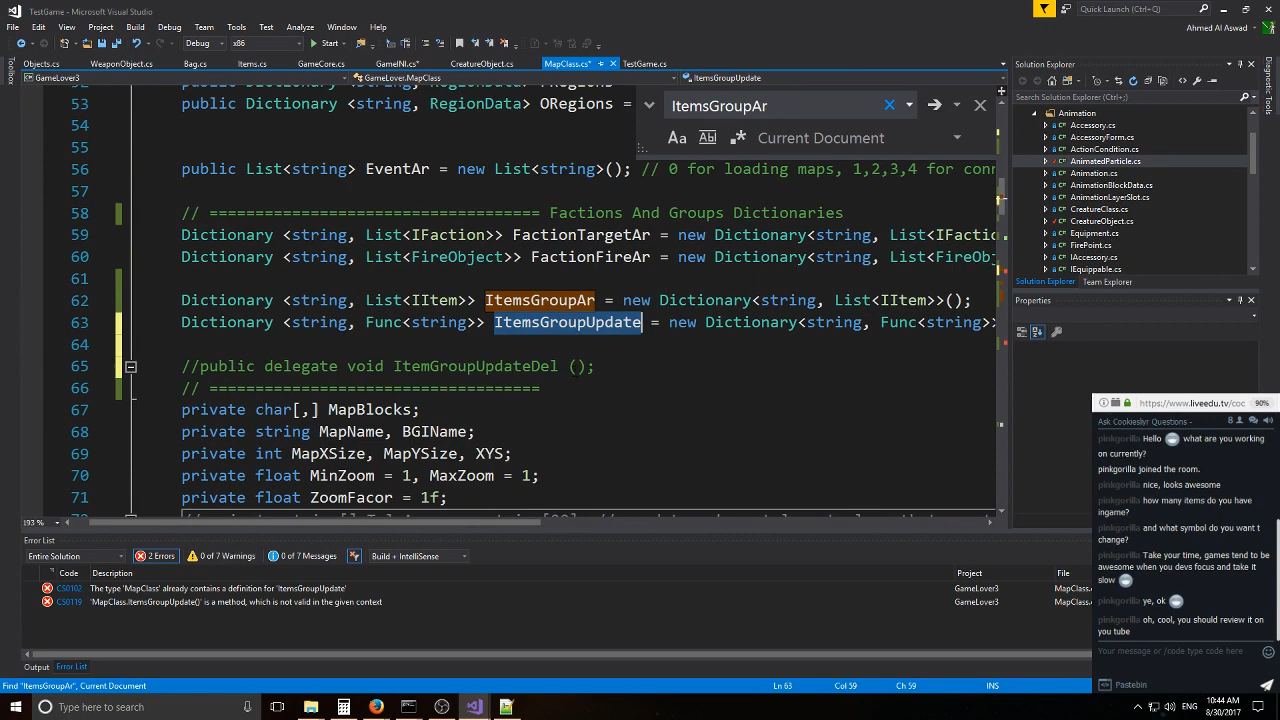 TestGame - Microsoft Visual Studio
Quick Launch (Ctrl+Q)
File Edit View Project Build Debug Team Tools Test Analyze Window Help
Ahmed Al Aswad
Debug x86 Start
Objects.cs WeaponObject.cs Bag.cs Items.cs GameCore.cs GameINI.cs* CreatureObject.cs MapClass.cs* TestGame.cs
GameLover3 GameLover.MapClass ItemsGroupUpdate
Toolbox
53 public Dictionary <string, RegionData> ORegions =
54
55
56 public List<string> EventAr = new List<string>(); // 0 for loading maps, 1,2,3,4 for conn
57
58 // ==================================== Factions And Groups Dictionaries
59 Dictionary <string, List<IFaction>> FactionTargetAr = new Dictionary<string, List<IFaction
60 Dictionary <string, List<FireObject>> FactionFireAr = new Dictionary<string, List<FireObj
61
62 Dictionary <string, List<IItem>> ItemsGroupAr = new Dictionary<string, List<IItem>>();
63 Dictionary <string, Func<string>> ItemsGroupUpdate = new Dictionary<string, Func<string>>
64
65 //public delegate void ItemGroupUpdateDel ();
66 // ====================================
67 private char[,] MapBlocks;
68 private string MapName, BGIName;
69 private int MapXSize, MapYSize, XYS;
70 private float MinZoom = 1, MaxZoom = 1;
71 private float ZoomFacor = 1f;
193 %
ItemsGroupAr
Aa Current Document
Solution Explorer
Search Solution Explorer (Ctrl+;)
Animation
Accessory.cs
AccessoryForm.cs
ActionCondition.cs
AnimatedParticle.cs
Animation.cs
AnimationBlockData.cs
AnimationLayerSlot.cs
CreatureClass.cs
CreatureObject.cs
Equipment.cs
FirePoint.cs
IAccessory.cs
IEquippable.cs
Solution Explorer Team Explorer
Properties
Diagnostic Tools
Error List
Entire Solution 2 Errors 0 of 7 Warnings 0 of 7 Messages Build + IntelliSense
Code Description Project File
CS0102 The type 'MapClass' already contains a definition for 'ItemsGroupUpdate' GameLover3 MapClass
CS0119 'MapClass.ItemsGroupUpdate()' is a method, which is not valid in the given context GameLover3 MapClass
Output Error List
Find "ItemsGroupAr", Current Document Ln 63 Col 59 Ch 59 INS
https://www.liveedu.tv/coc 90%
Ask Cookiesliyr Questions - 8
pinkgorilla Hello what are you working
on currently?
pinkgorilla joined the room.
pinkgorilla nice, looks awesome
pinkgorilla how many items do you have
ingame?
pinkgorilla and what symbol do you want t
change?
pinkgorilla Take your time, games tend to be
awesome when you devs focus and take it
slow
pinkgorilla ye, ok
pinkgorilla oh, cool, you should review it on
you tube
Your message or /code type code here
Pastebin
Type here to search
ENG
10:44 AM
8/30/2017